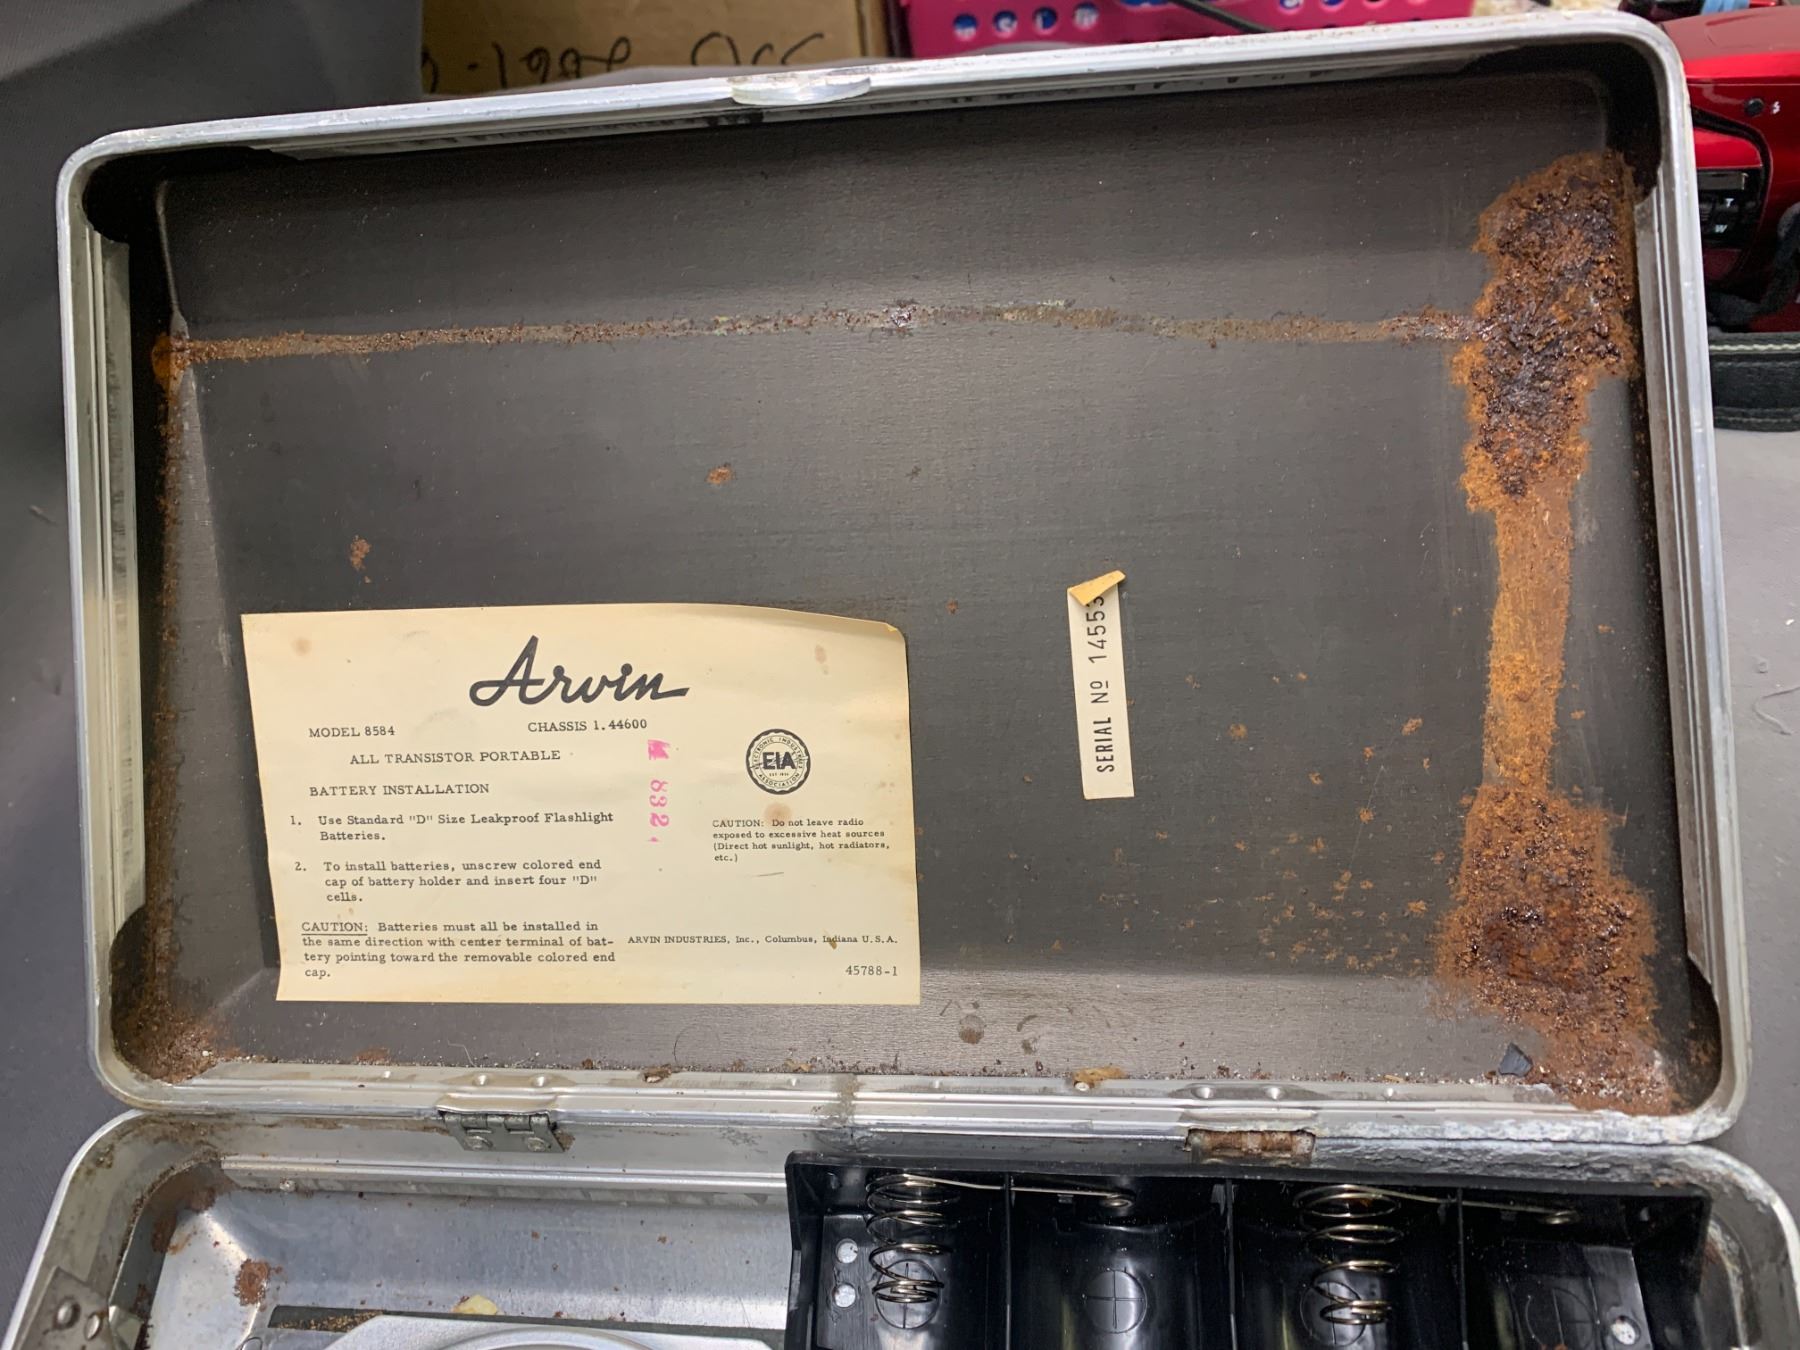 Arvin
MODEL 8584 CHASSIS 1.44600
ALL TRANSISTOR PORTABLE
BATTERY INSTALLATION
1. Use Standard "D" Size Leakproof Flashlight
Batteries.
2. To install batteries, unscrew colored end
cap of battery holder and insert four "D"
cells.
CAUTION: Batteries must all be installed in
the same direction with center terminal of bat-
tery pointing toward the removable colored end
cap.
832
ELECTRONIC INDUSTRIES ASSOCIATION
EIA
CAUTION: Do not leave radio
exposed to excessive heat sources
(Direct hot sunlight, hot radiators,
etc.)
ARVIN INDUSTRIES, Inc., Columbus, Indiana U.S.A.
45788-1
SERIAL № 14553
T
W
S